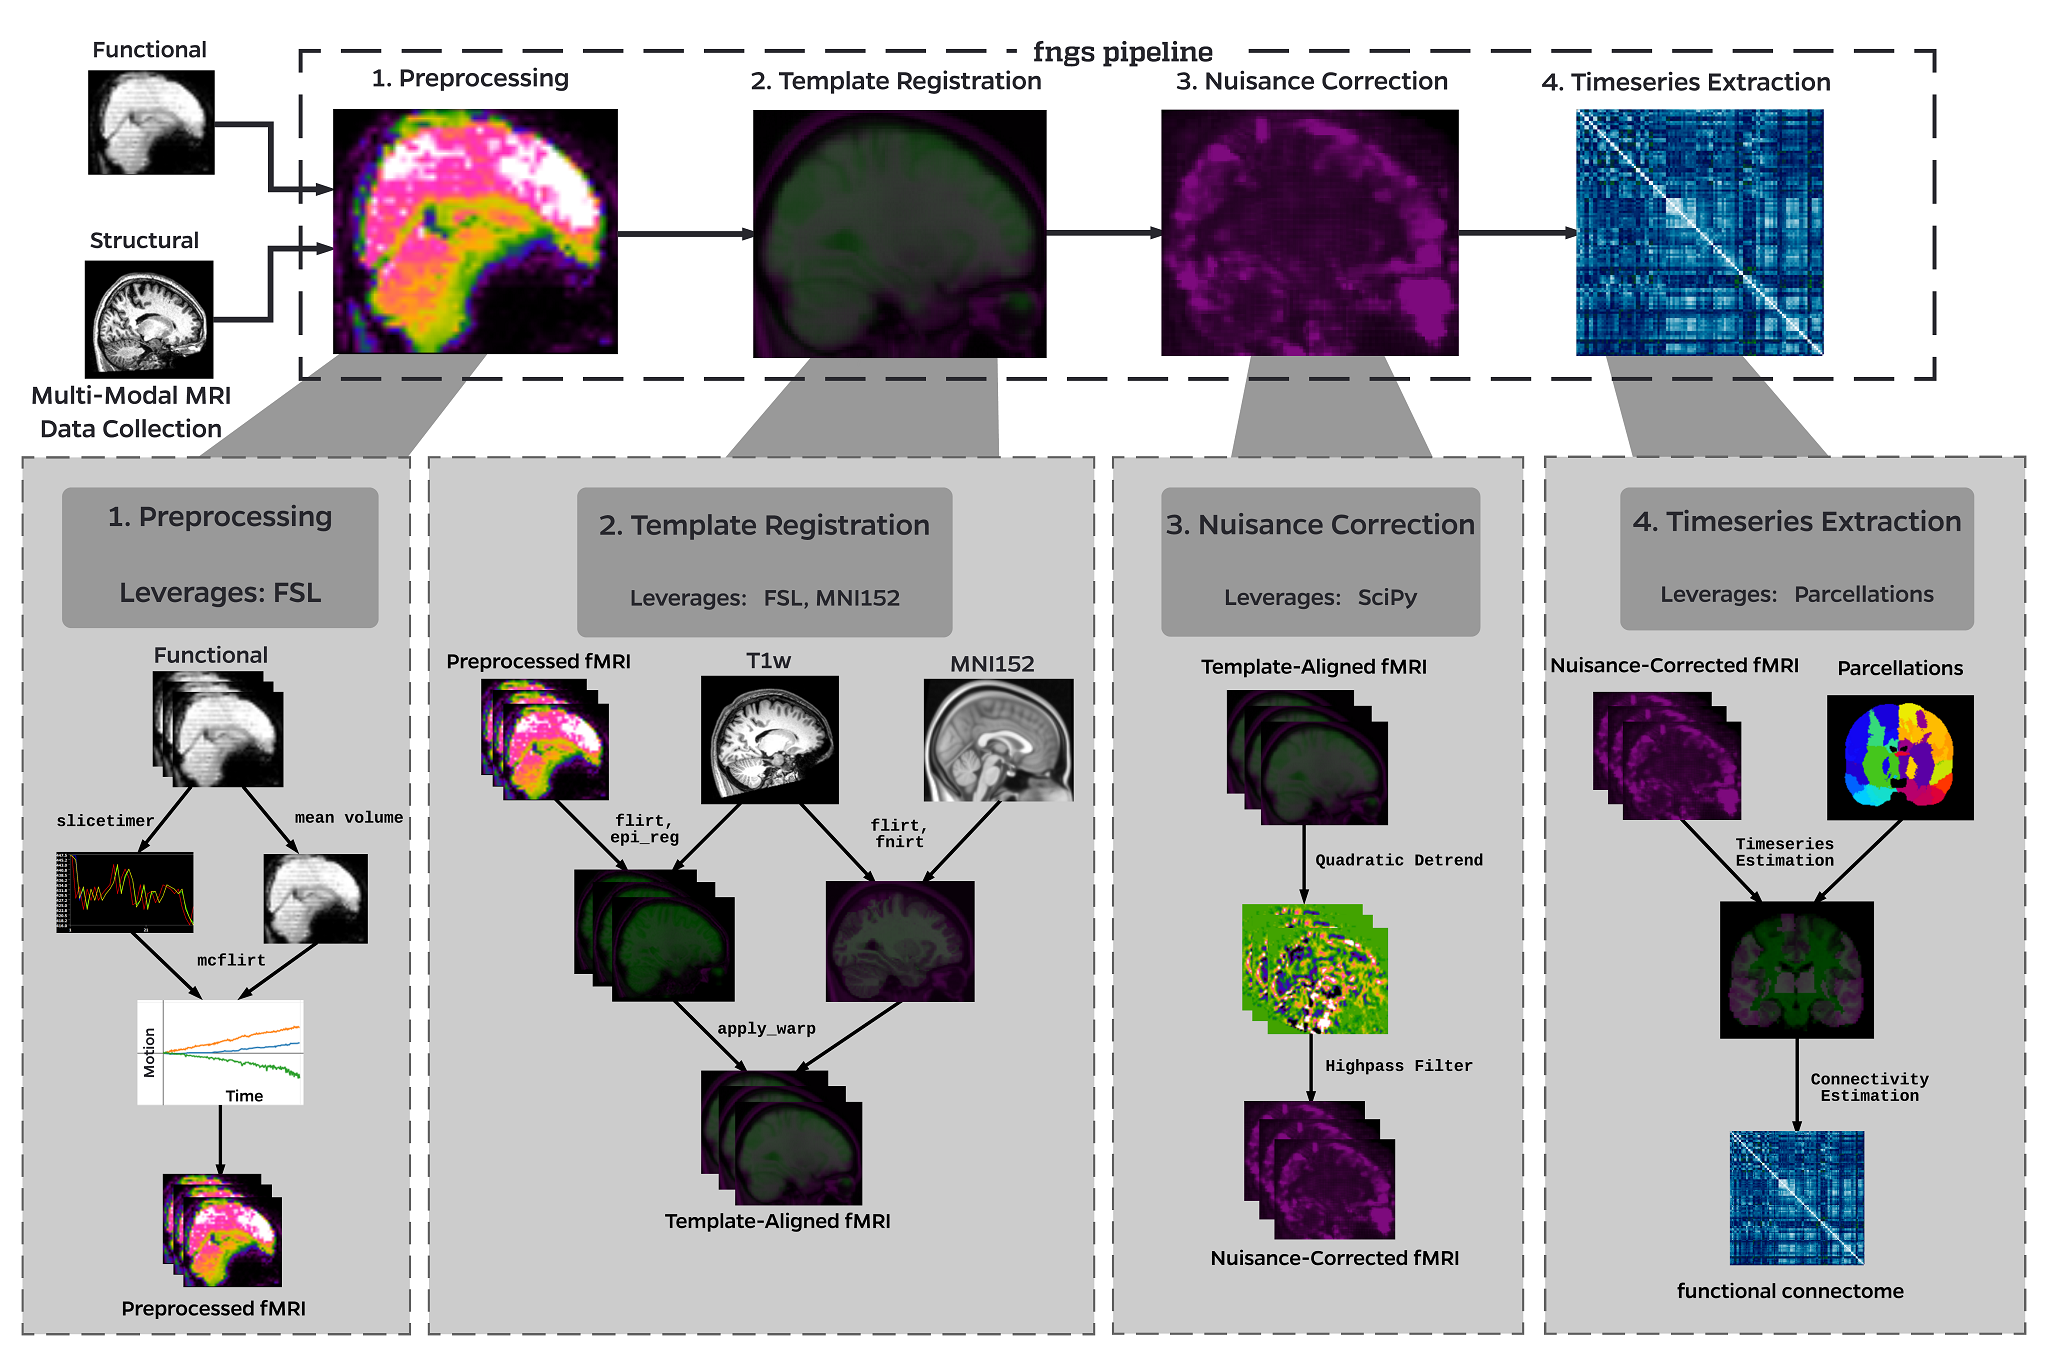 Functional
fngs pipeline
1. Preprocessing
2. Template Registration
3. Nuisance Correction
4. Timeseries Extraction
Structural
Multi-Modal MRI
Data Collection
1. Preprocessing
Leverages: FSL
Functional
slicetimer
mean volume
mcflirt
Motion
Time
Preprocessed fMRI
2. Template Registration
Leverages: FSL, MNI152
Preprocessed fMRI
T1w
MNI152
flirt,
epi_reg
flirt,
fnirt
apply_warp
Template-Aligned fMRI
3. Nuisance Correction
Leverages: SciPy
Template-Aligned fMRI
Quadratic Detrend
Highpass Filter
Nuisance-Corrected fMRI
4. Timeseries Extraction
Leverages: Parcellations
Nuisance-Corrected fMRI
Parcellations
Timeseries
Estimation
Connectivity
Estimation
functional connectome